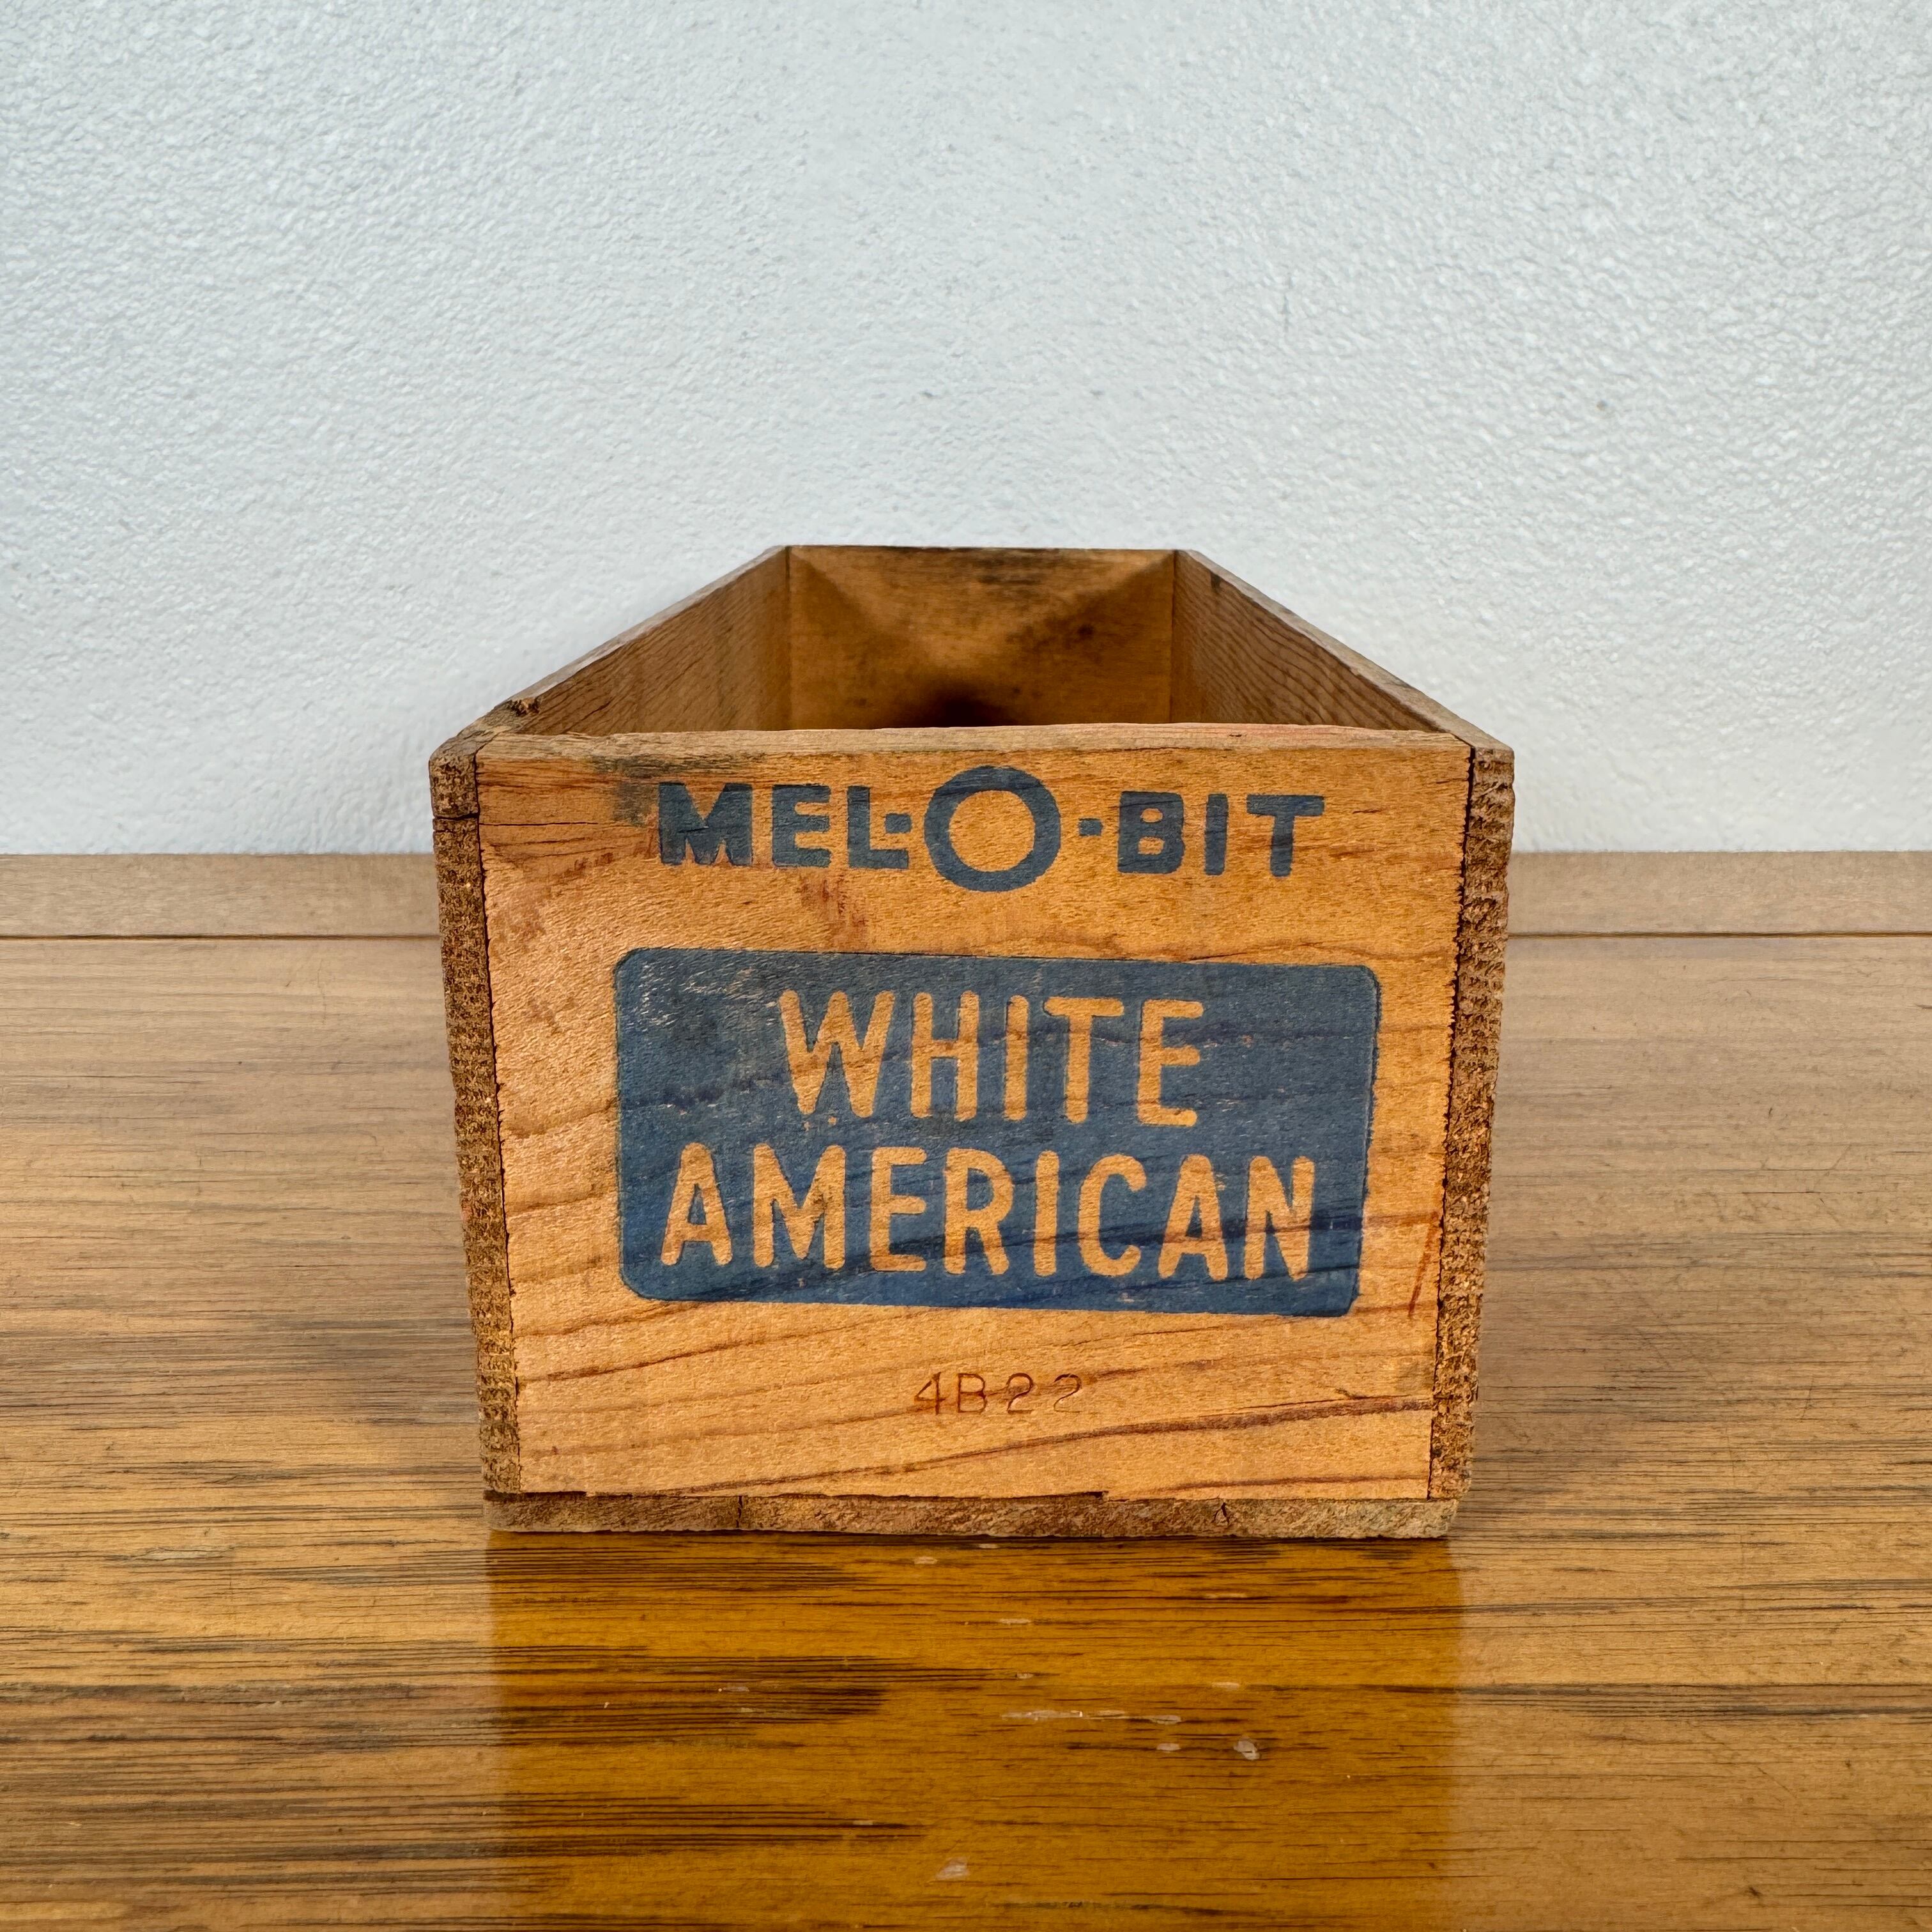 MEL-O-BIT
WHITE
AMERICAN
4B22